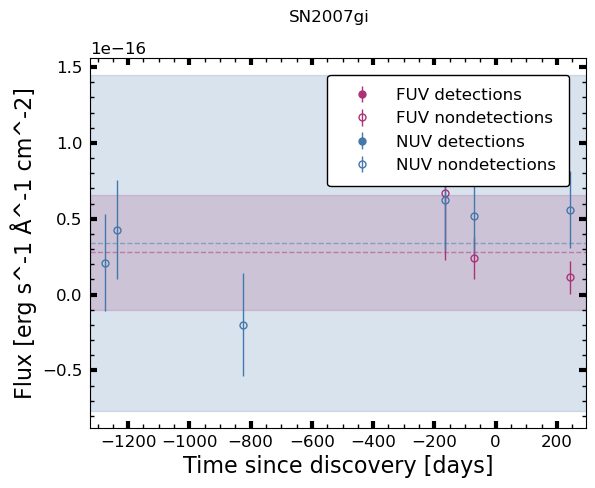 SN2007gi
1e−16
1.5
1.0
0.5
0.0
−0.5
Flux [erg s^-1 Å^-1 cm^-2]
FUV detections
FUV nondetections
NUV detections
NUV nondetections
−1200 −1000 −800 −600 −400 −200 0 200
Time since discovery [days]